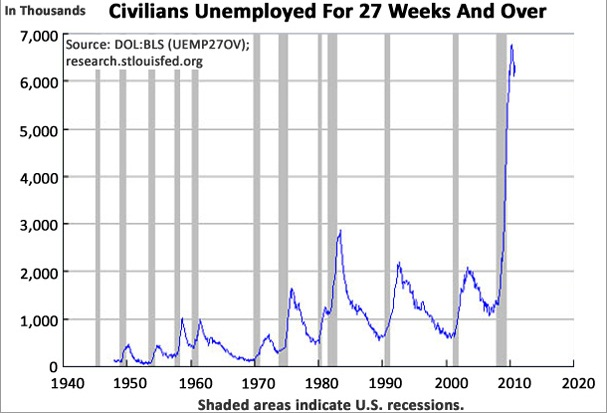 In Thousands
Civilians Unemployed For 27 Weeks And Over
7,000
Source: DOL:BLS (UEMP27OV);
research.stlouisfed.org
6,000
5,000
4,000
3,000
2,000
1,000
0
1940 1950 1960 1970 1980 1990 2000 2010 2020
Shaded areas indicate U.S. recessions.